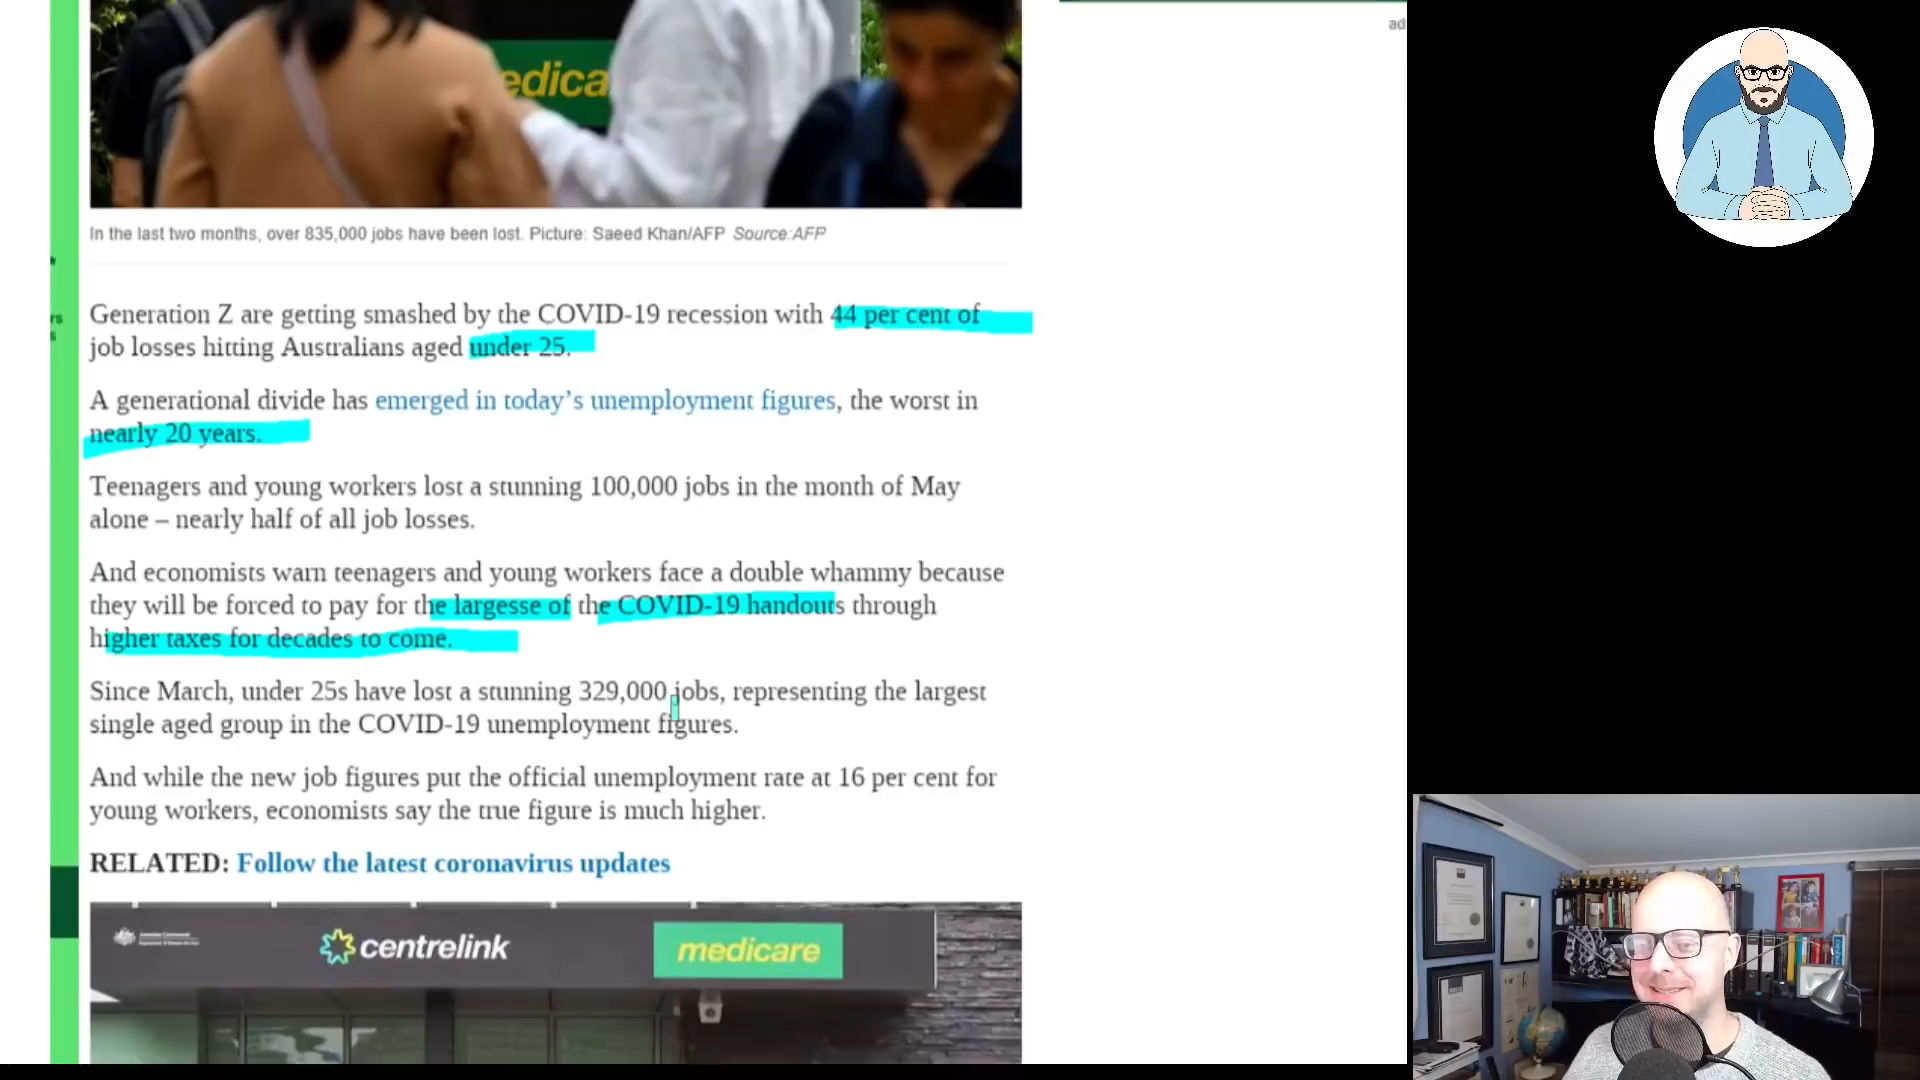 edica
ad
In the last two months, over 835,000 jobs have been lost. Picture: Saeed Khan/AFP Source:AFP
Generation Z are getting smashed by the COVID-19 recession with 44 per cent of
job losses hitting Australians aged under 25.
A generational divide has emerged in today’s unemployment figures, the worst in
nearly 20 years.
Teenagers and young workers lost a stunning 100,000 jobs in the month of May
alone – nearly half of all job losses.
And economists warn teenagers and young workers face a double whammy because
they will be forced to pay for the largesse of the COVID-19 handouts through
higher taxes for decades to come.
Since March, under 25s have lost a stunning 329,000 jobs, representing the largest
single aged group in the COVID-19 unemployment figures.
And while the new job figures put the official unemployment rate at 16 per cent for
young workers, economists say the true figure is much higher.
RELATED: Follow the latest coronavirus updates
centrelink
medicare